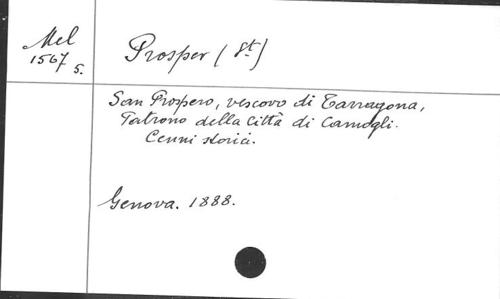 Mel
1567
S.
Prosper (St.)
San Prospero, vescovo di Tarragona,
Patrono della Città di Camogli.
Cenni storici.
Genova. 1888.